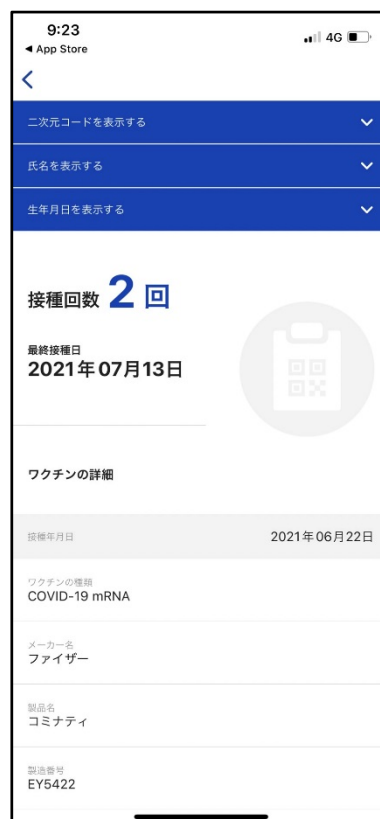 9:23
4G
◀ App Store
二次元コードを表示する
氏名を表示する
生年月日を表示する
接種回数 2 回
最終接種日
2021年07月13日
ワクチンの詳細
接種年月日 2021年06月22日
ワクチンの種類
COVID-19 mRNA
メーカー名
ファイザー
製品名
コミナティ
製造番号
EY5422